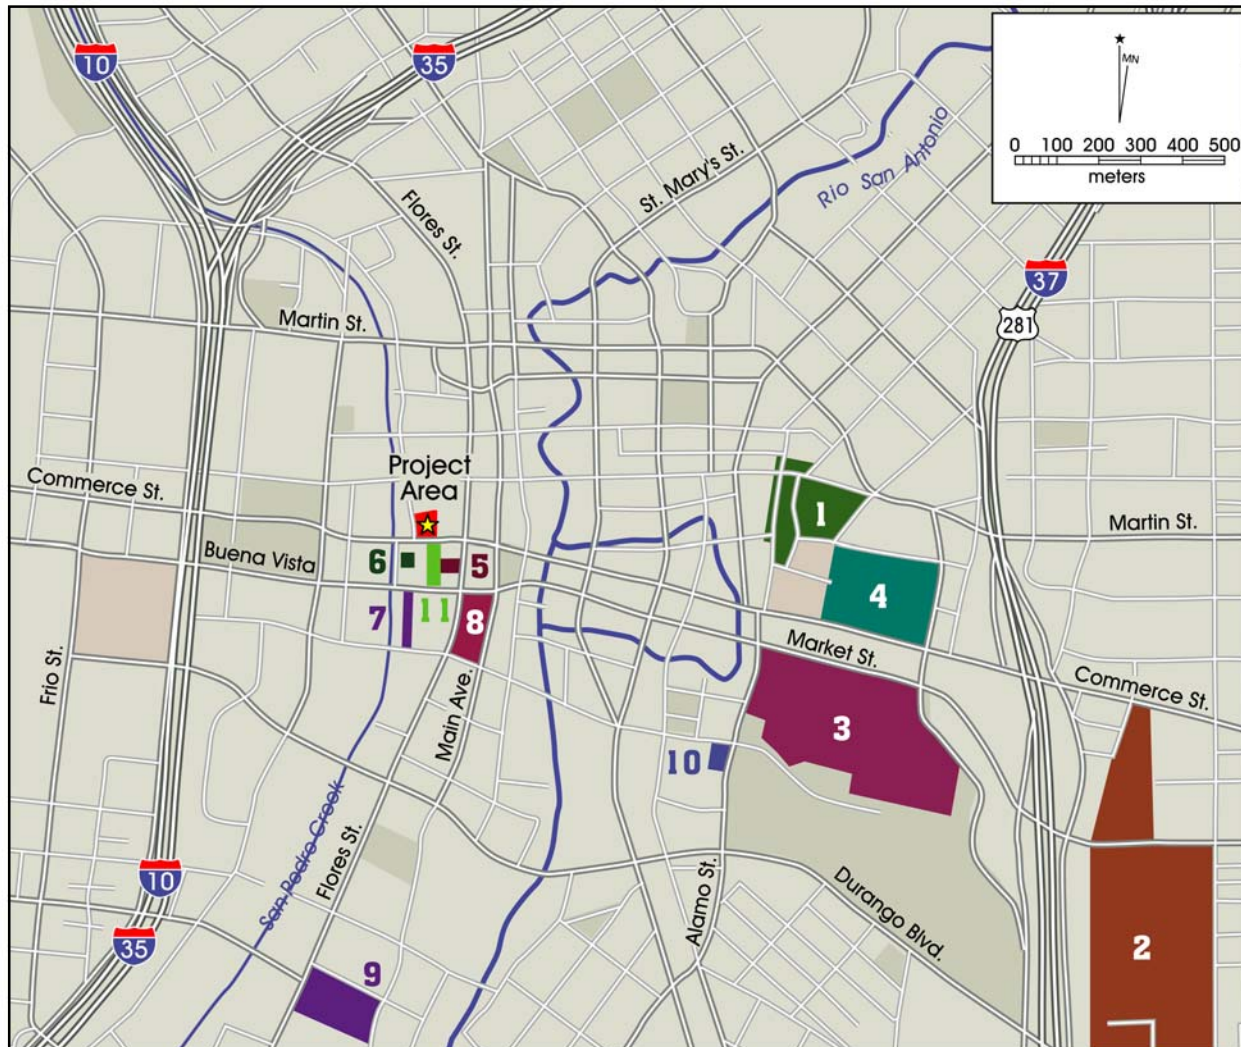 10
35
MN
0 100 200 300 400 500
meters
St. Mary's St.
Rio San Antonio
Flores St.
37
281
Martin St.
Project
Area
Commerce St.
1
Martin St.
Buena Vista
6
5
4
7
11
8
Market St.
Commerce St.
Frio St.
Main Ave.
3
10
San Pedro Creek
Flores St.
10
Alamo St.
Durango Blvd.
35
2
9